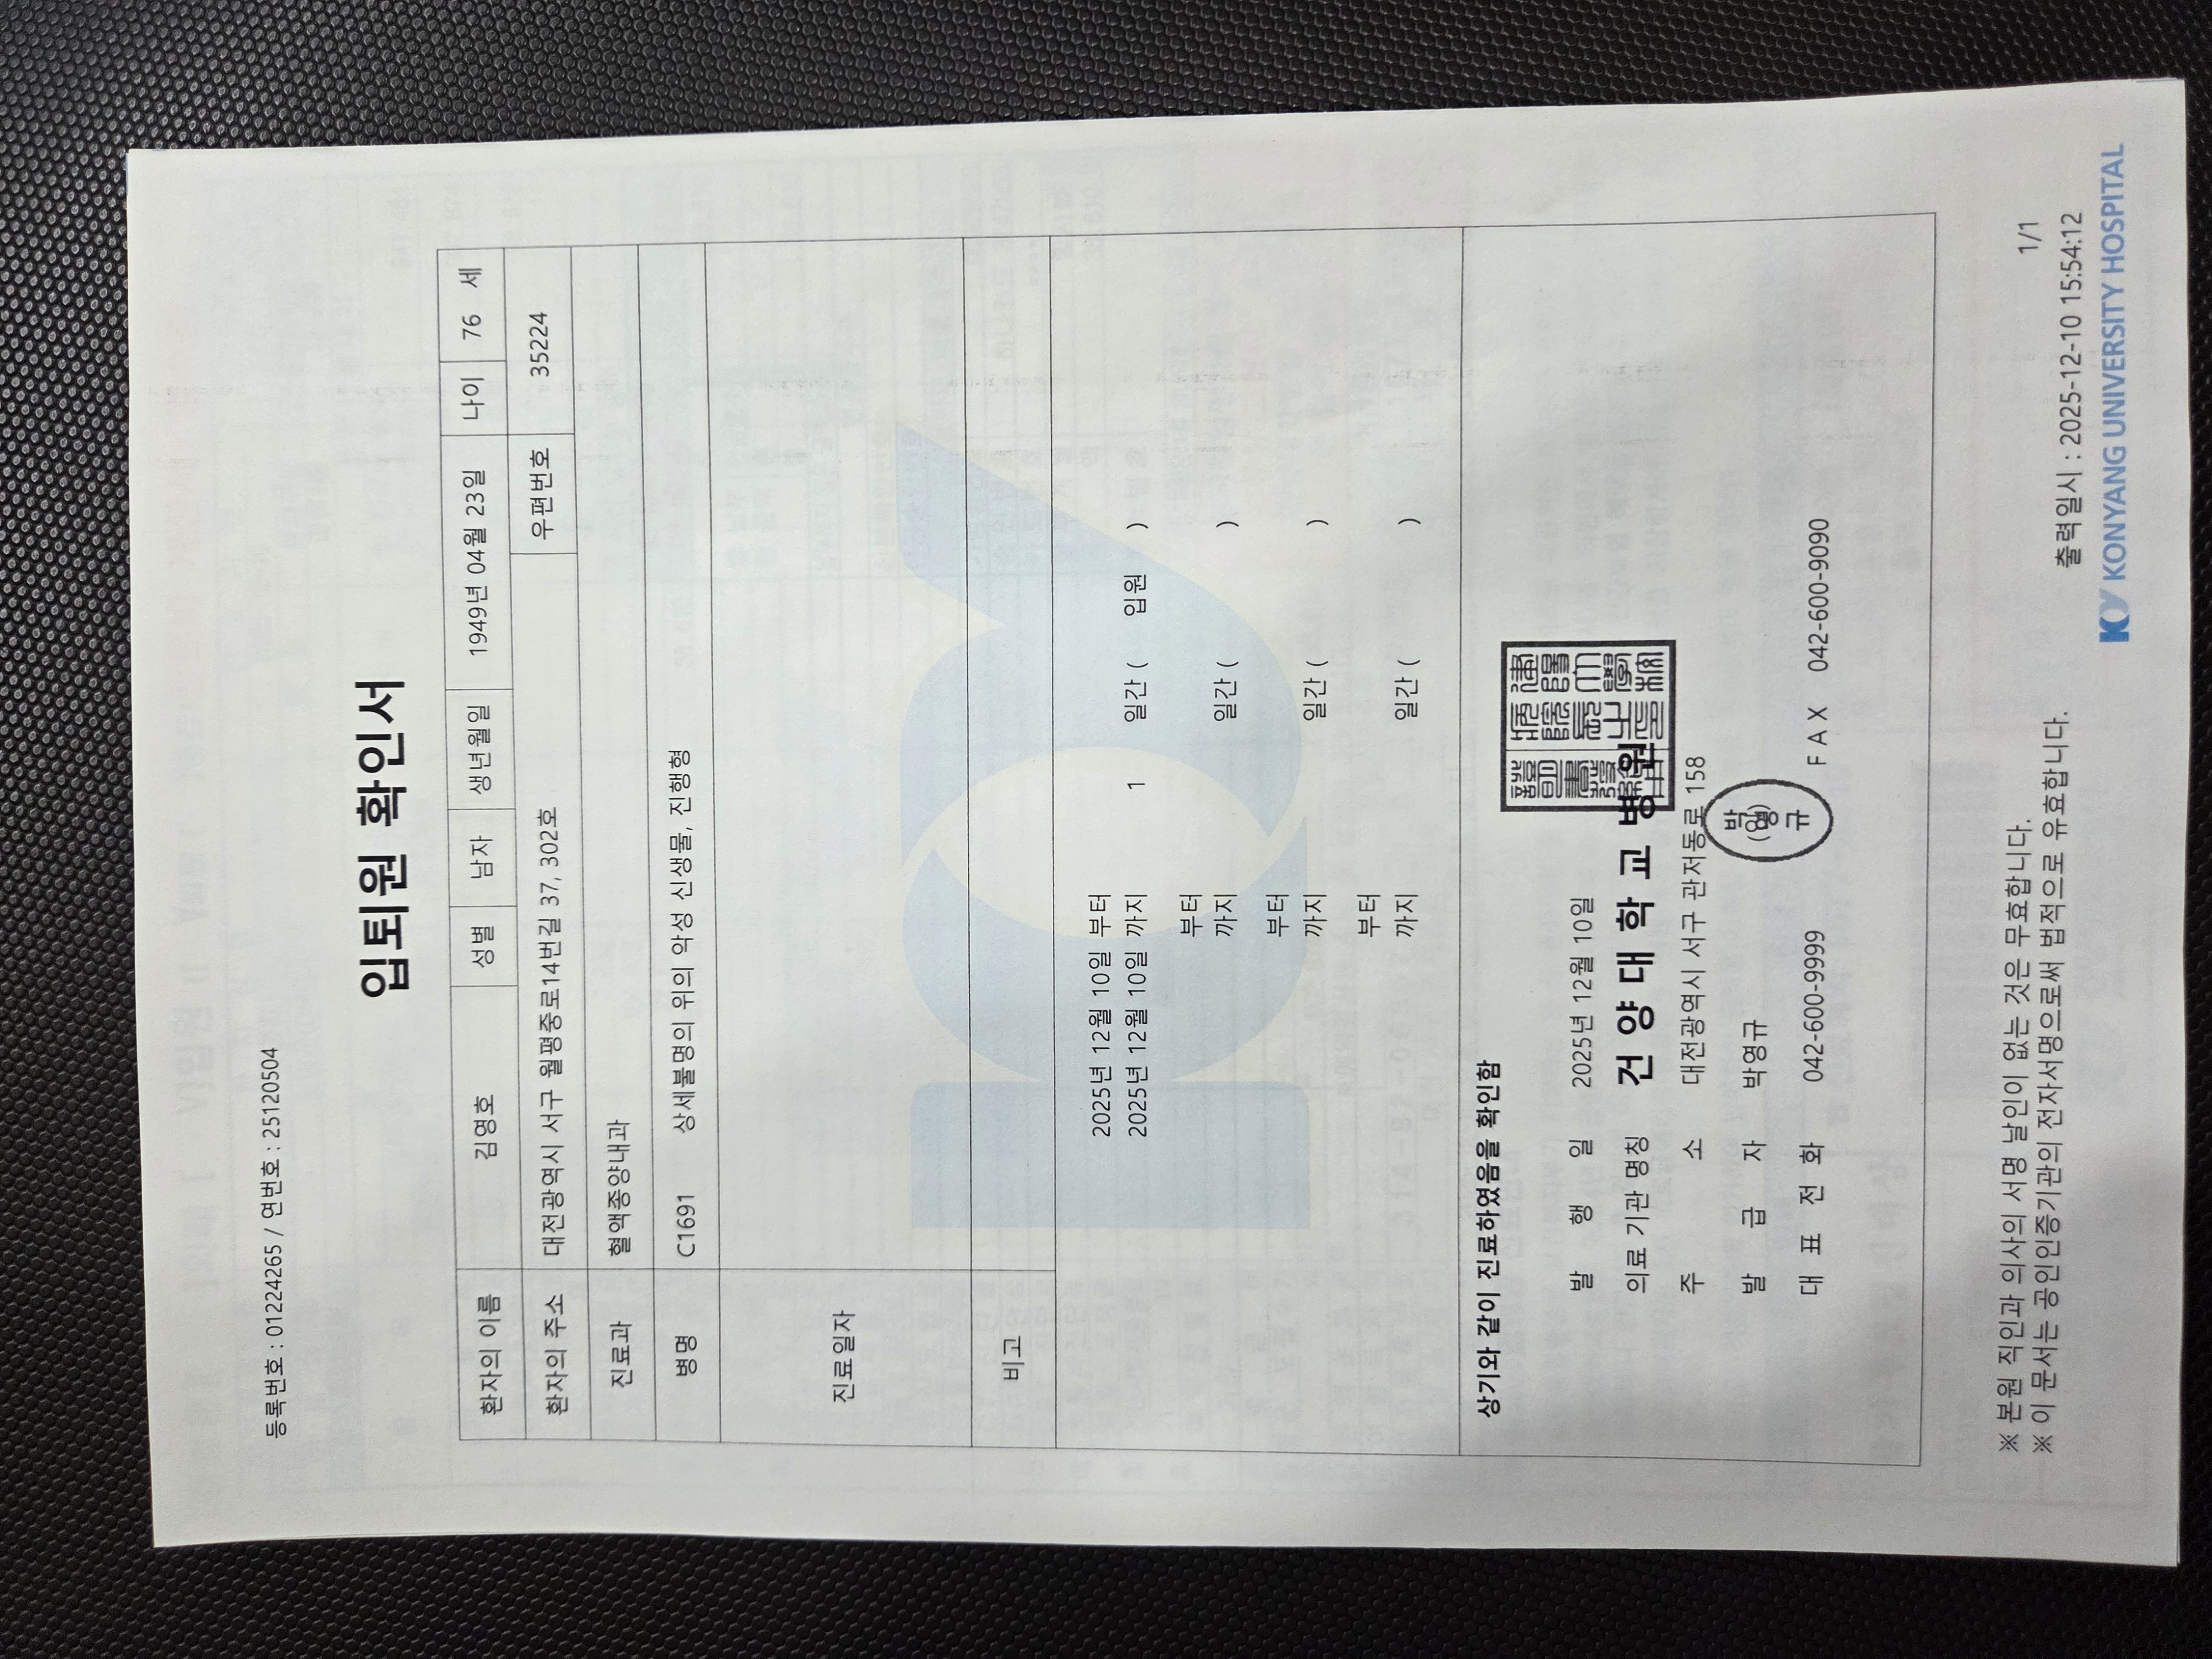 등록번호 : 01224265 / 연번호 : 25120504
입퇴원 확인서
환자의 이름 김영호 성별 남자 생년월일 1949년 04월 23일 나이 76 세
환자의 주소 대전광역시 서구 월평중로14번길 37, 302호 우편번호 35224
진료과 혈액종양내과
병명 C1691 상세불명의 위의 악성 신생물, 진행형
진료일자
비고
2025년 12월 10일 부터
2025년 12월 10일 까지 1 일간 ( 입원 )
부터
까지 일간 ( )
부터
까지 일간 ( )
부터
까지 일간 ( )
상기와 같이 진료하였음을 확인함
발 행 일 2025년 12월 10일
의료 기관 명칭 건 양 대 학 교 병 원
주 소 대전광역시 서구 관저동로 158
발 급 자 박영규 (인)
박영규
대 표 전 화 042-600-9999 F A X 042-600-9090
※ 본원 직인과 의사의 서명 날인이 없는 것은 무효합니다.
※ 이 문서는 공인인증기관의 전자서명으로써 법적으로 유효합니다.
1/1
출력일시 : 2025-12-10 15:54:12
KY KONYANG UNIVERSITY HOSPITAL